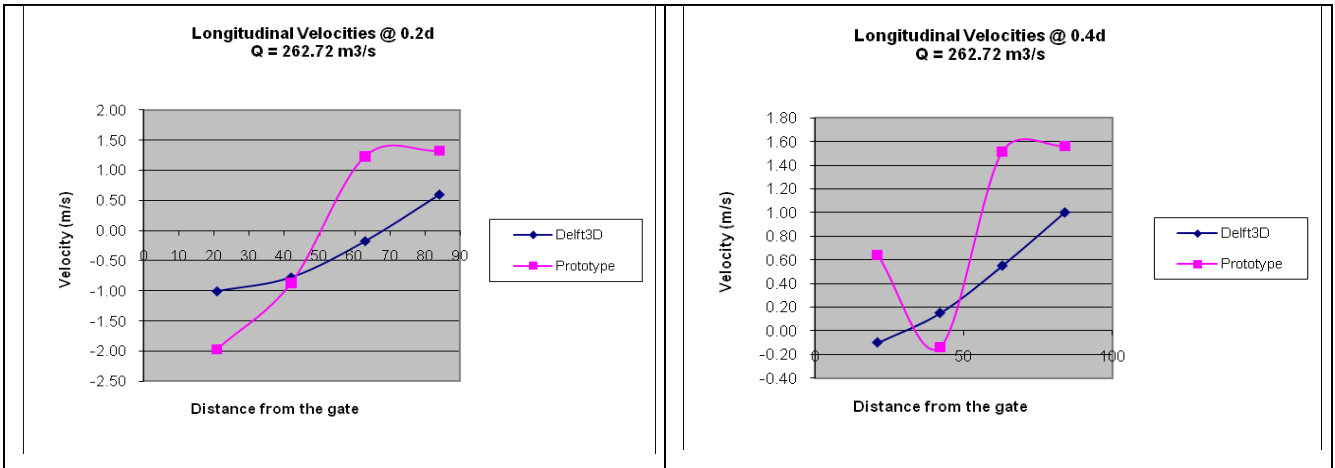 Longitudinal Velocities @ 0.2d
Q = 262.72 m3/s
2.00
1.50
1.00
0.50
0.00
-0.50
-1.00
-1.50
-2.00
-2.50
0 10 20 30 40 50 60 70 80 90
Velocity (m/s)
Distance from the gate
Delft3D
Prototype
Longitudinal Velocities @ 0.4d
Q = 262.72 m3/s
1.80
1.60
1.40
1.20
1.00
0.80
0.60
0.40
0.20
0.00
-0.20
-0.40
0 50 100
Velocity (m/s)
Distance from the gate
Delft3D
Prototype